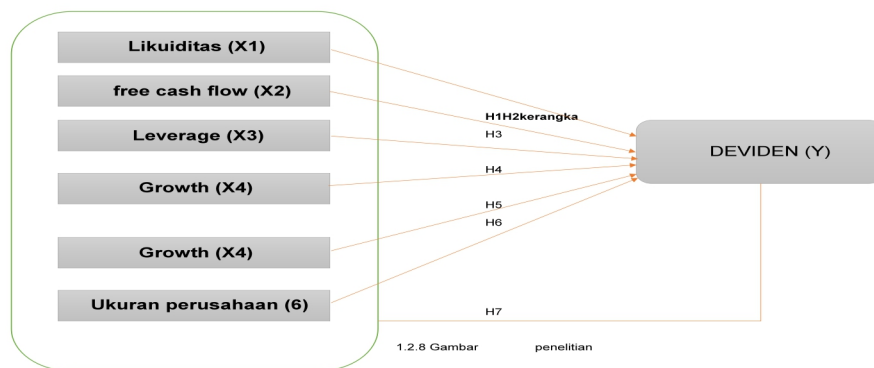 Likuiditas (X1)
free cash flow (X2)
Leverage (X3)
Growth (X4)
Growth (X4)
Ukuran perusahaan (6)
H1H2kerangka
H3
H4
H5
H6
H7
DEVIDEN (Y)
1.2.8 Gambar penelitian